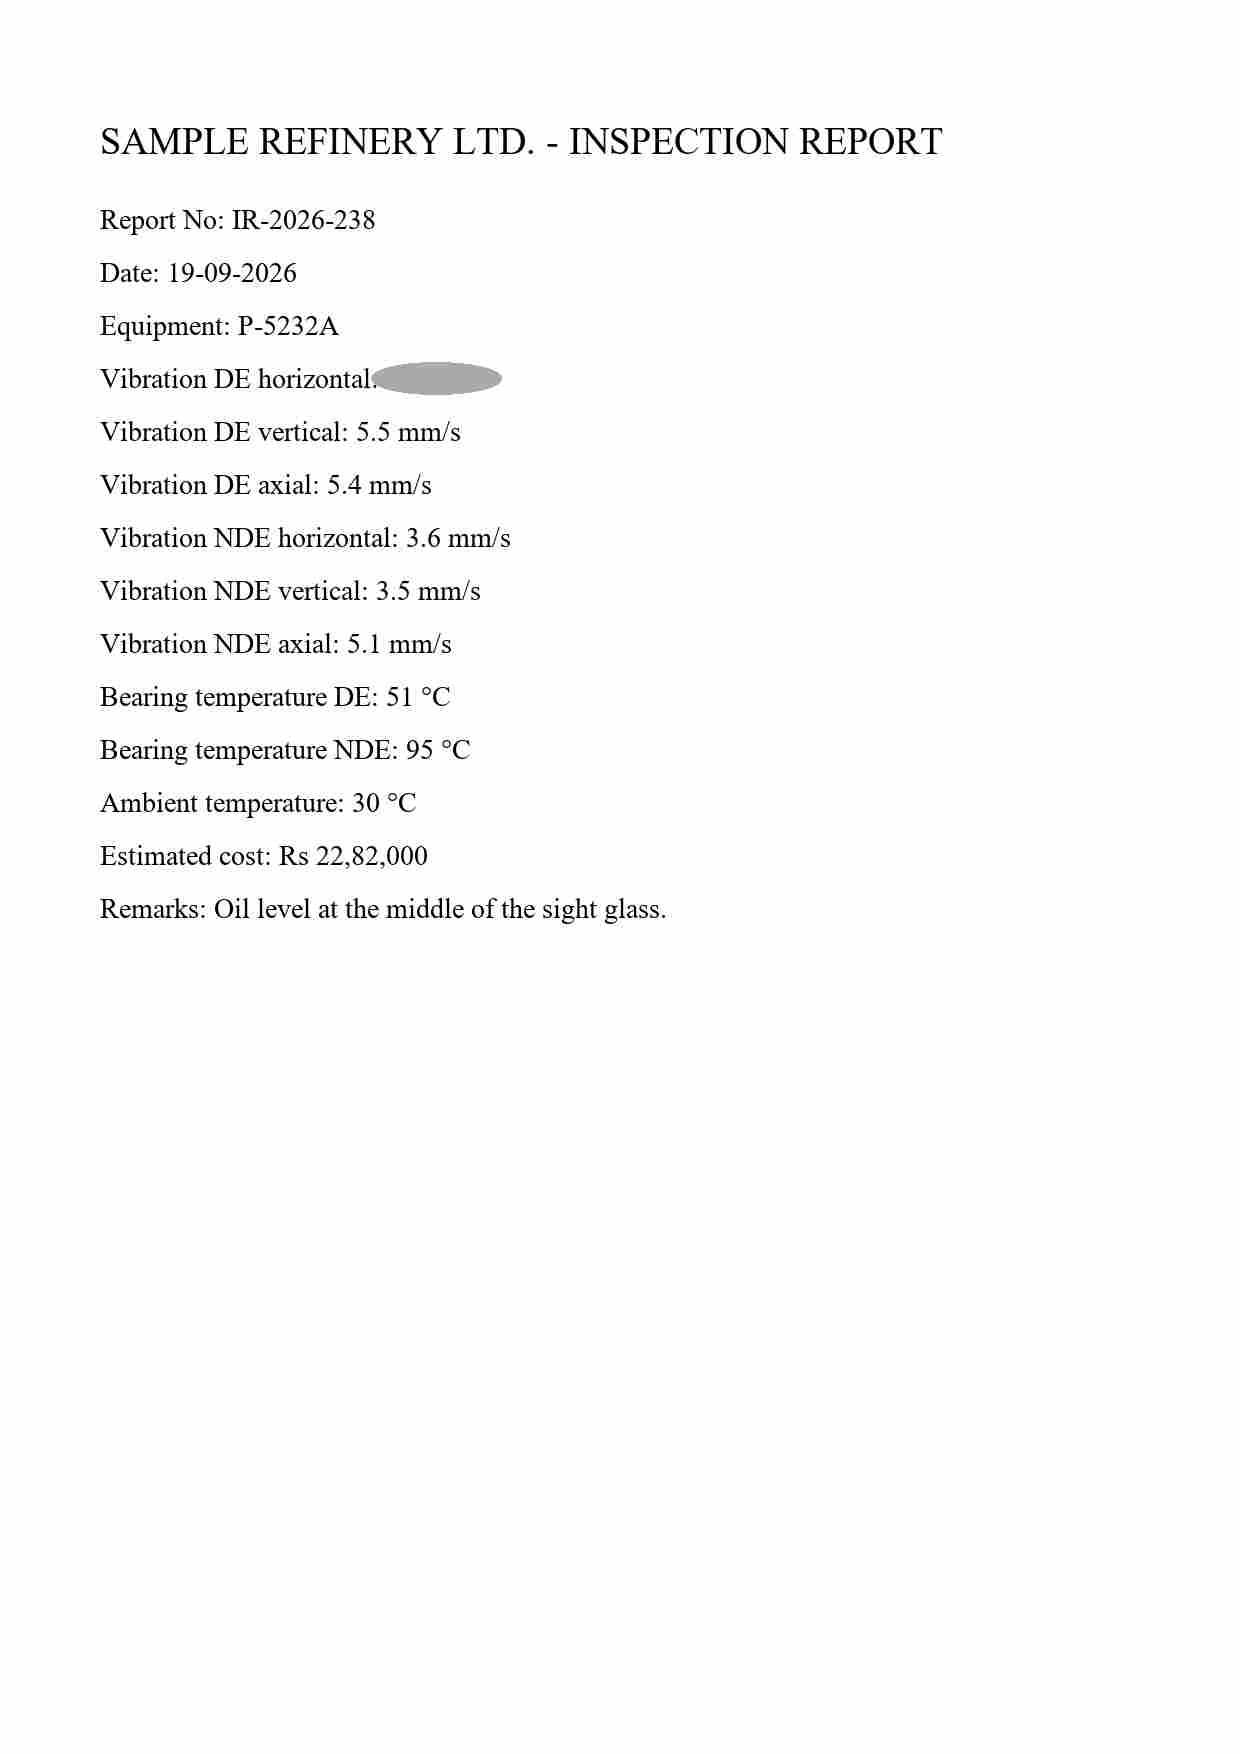 SAMPLE REFINERY LTD. - INSPECTION REPORT
Report No: IR-2026-238
Date: 19-09-2026
Equipment: P-5232A
Vibration DE horizontal:
Vibration DE vertical: 5.5 mm/s
Vibration DE axial: 5.4 mm/s
Vibration NDE horizontal: 3.6 mm/s
Vibration NDE vertical: 3.5 mm/s
Vibration NDE axial: 5.1 mm/s
Bearing temperature DE: 51 °C
Bearing temperature NDE: 95 °C
Ambient temperature: 30 °C
Estimated cost: Rs 22,82,000
Remarks: Oil level at the middle of the sight glass.